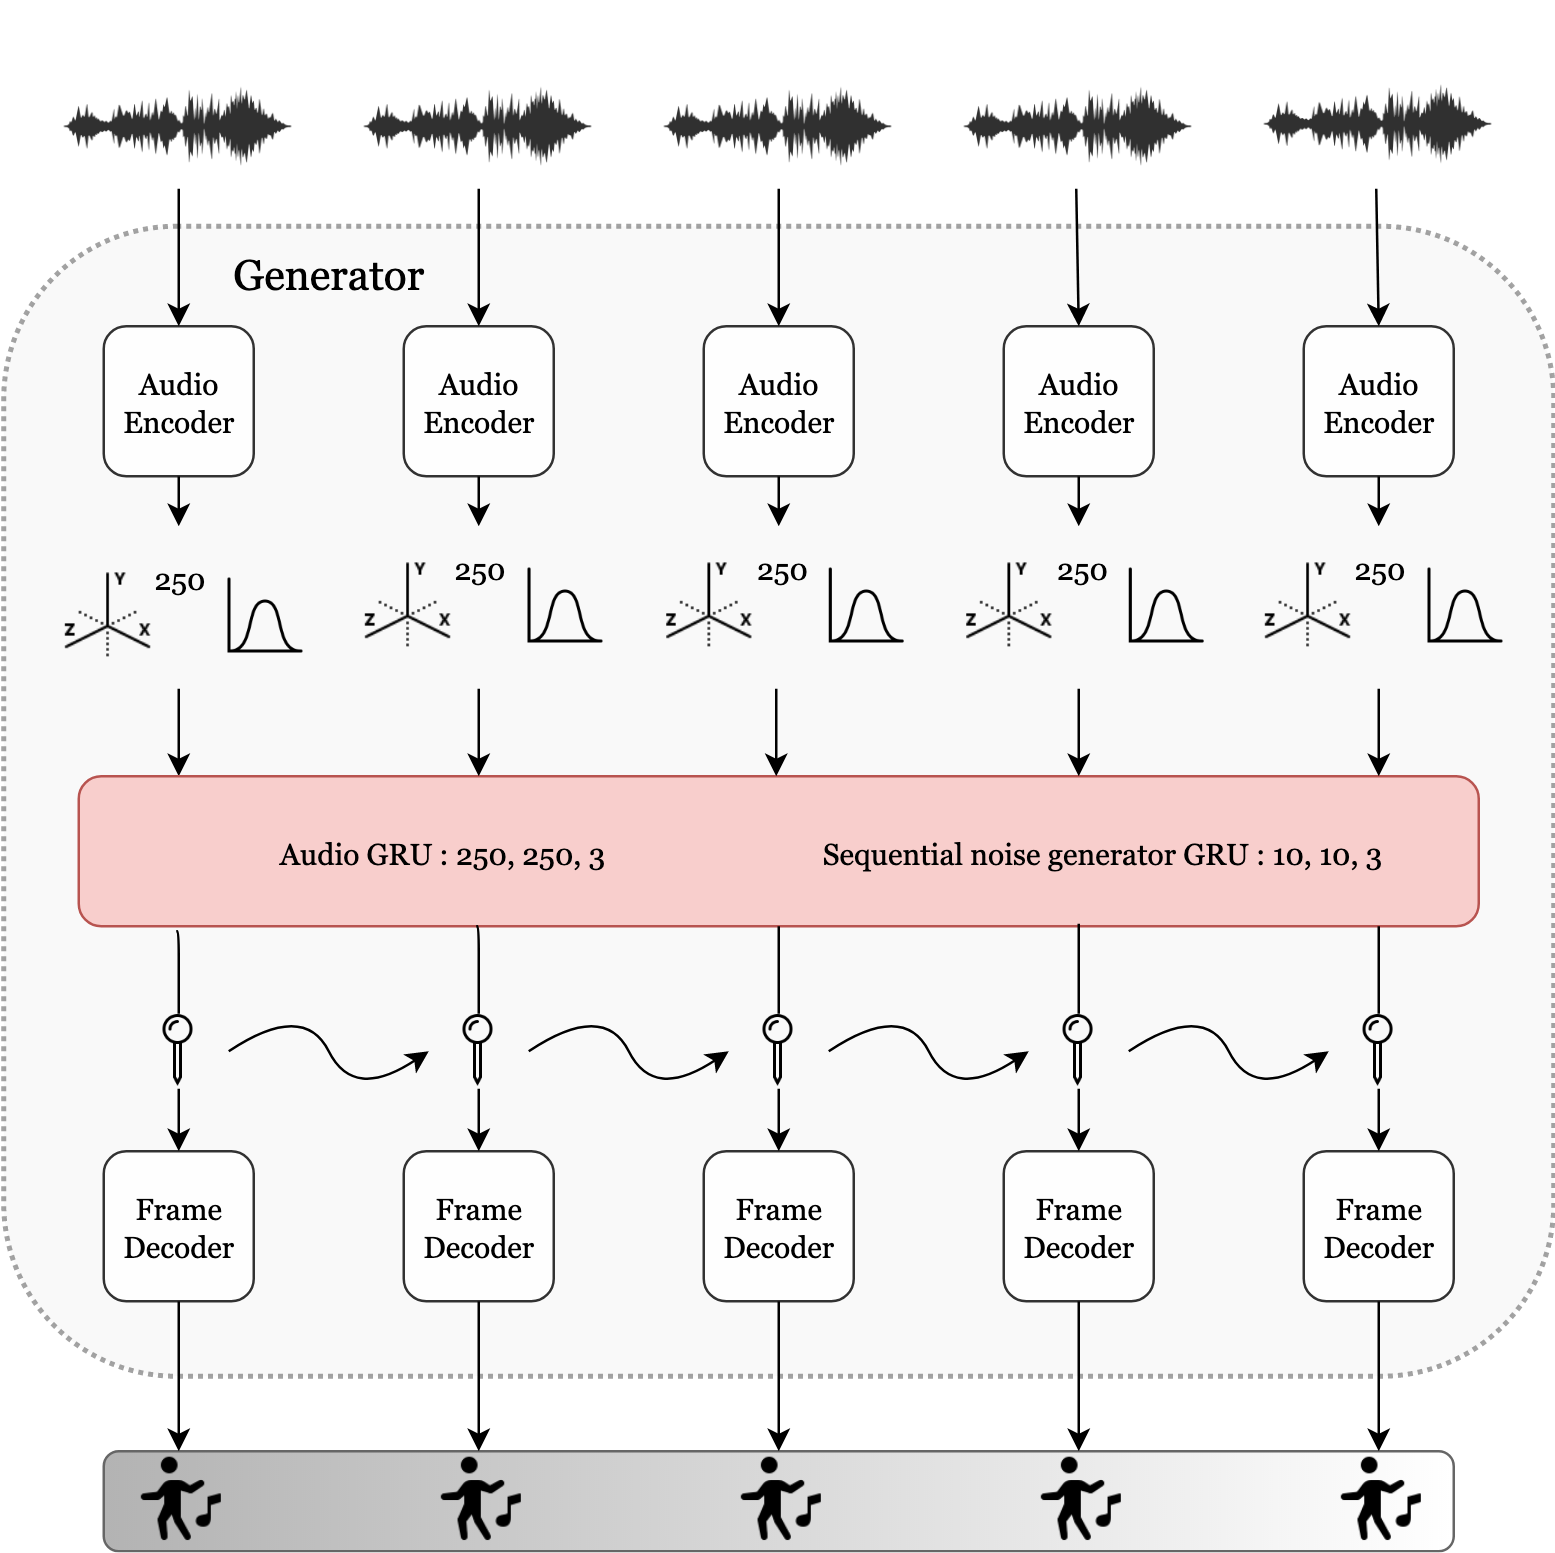 Generator
Audio Encoder
Audio Encoder
Audio Encoder
Audio Encoder
Audio Encoder
Y
Z
X
250
Y
Z
X
250
Y
Z
X
250
Y
Z
X
250
Y
Z
X
250
Audio GRU : 250, 250, 3
Sequential noise generator GRU : 10, 10, 3
Frame Decoder
Frame Decoder
Frame Decoder
Frame Decoder
Frame Decoder